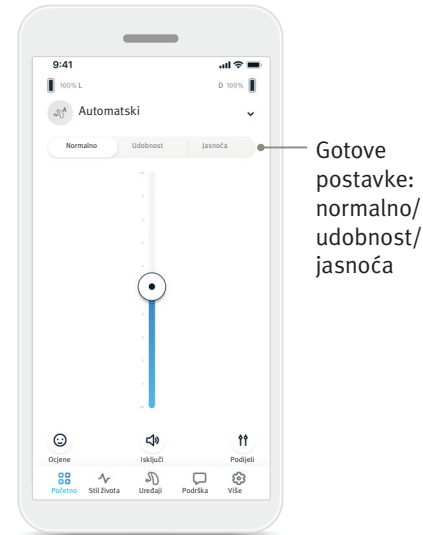 9:41
100% L
D 100%
Automatski
Normalno Udobnost Jasnoća
Gotove
postavke:
normalno/
udobnost/
jasnoća
Ocjene Isključi Podijeli
Početno Stil života Uređaji Podrška Više